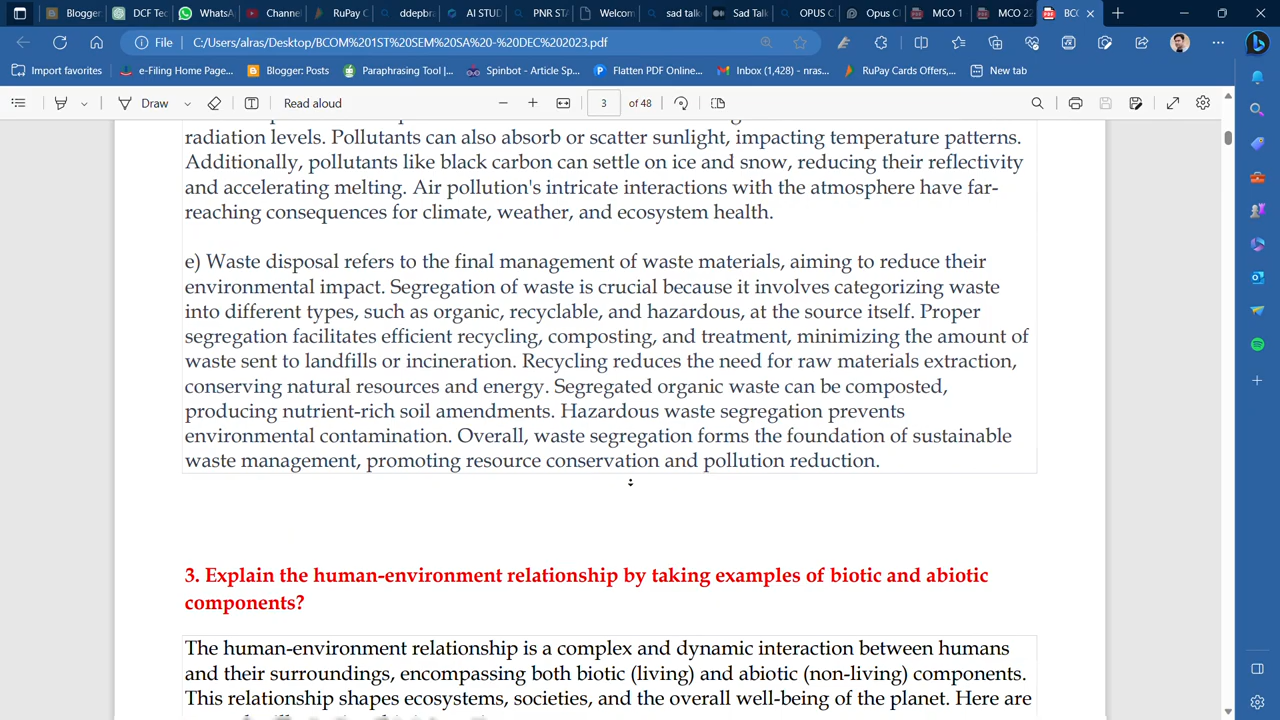 Blogger
DCF Tec
WhatsA
Channe
RuPay C
ddepbr
AI STUD
PNR STA
Welcom
sad talk
Sad Talk
OPUS C
Opus Cl
MCO 1
MCO 22
BCO
File
C:/Users/alras/Desktop/BCOM%201ST%20SEM%20SA%20-%20DEC%202023.pdf
Import favorites
e-Filing Home Page...
Blogger: Posts
Paraphrasing Tool |...
Spinbot - Article Sp...
Flatten PDF Online...
Inbox (1,428) - nras...
RuPay Cards Offers,...
New tab
Draw
Read aloud
3 of 48
radiation levels. Pollutants can also absorb or scatter sunlight, impacting temperature patterns.
Additionally, pollutants like black carbon can settle on ice and snow, reducing their reflectivity
and accelerating melting. Air pollution's intricate interactions with the atmosphere have far-
reaching consequences for climate, weather, and ecosystem health.
e) Waste disposal refers to the final management of waste materials, aiming to reduce their
environmental impact. Segregation of waste is crucial because it involves categorizing waste
into different types, such as organic, recyclable, and hazardous, at the source itself. Proper
segregation facilitates efficient recycling, composting, and treatment, minimizing the amount of
waste sent to landfills or incineration. Recycling reduces the need for raw materials extraction,
conserving natural resources and energy. Segregated organic waste can be composted,
producing nutrient-rich soil amendments. Hazardous waste segregation prevents
environmental contamination. Overall, waste segregation forms the foundation of sustainable
waste management, promoting resource conservation and pollution reduction.
3. Explain the human-environment relationship by taking examples of biotic and abiotic
components?
The human-environment relationship is a complex and dynamic interaction between humans
and their surroundings, encompassing both biotic (living) and abiotic (non-living) components.
This relationship shapes ecosystems, societies, and the overall well-being of the planet. Here are